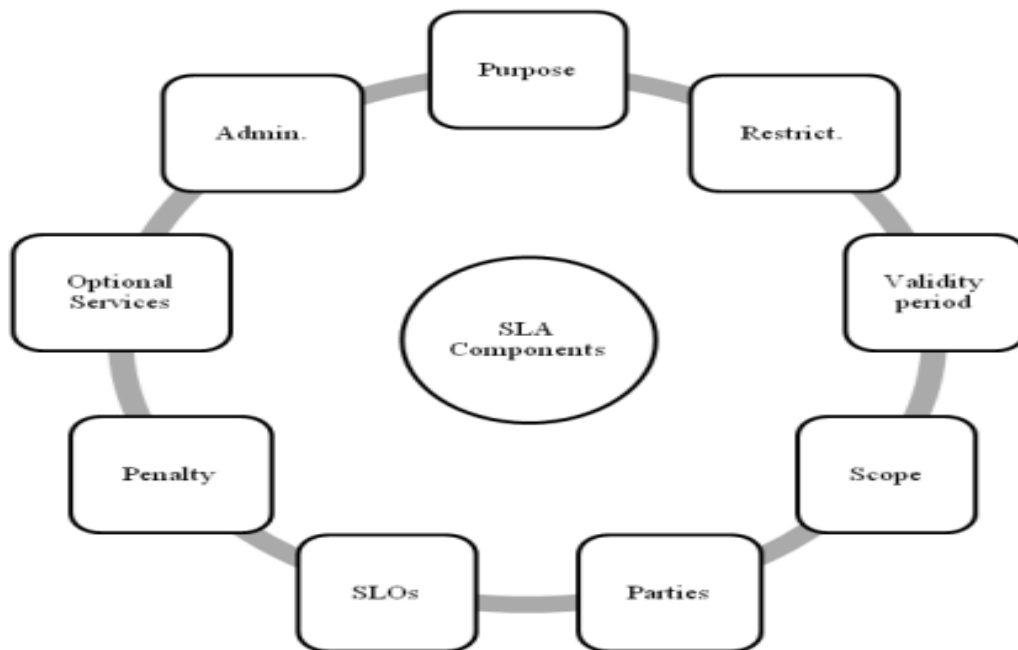 Purpose
Admin.
Restrict.
Optional
Services
Validity
period
SLA
Components
Penalty
Scope
SLOs
Parties